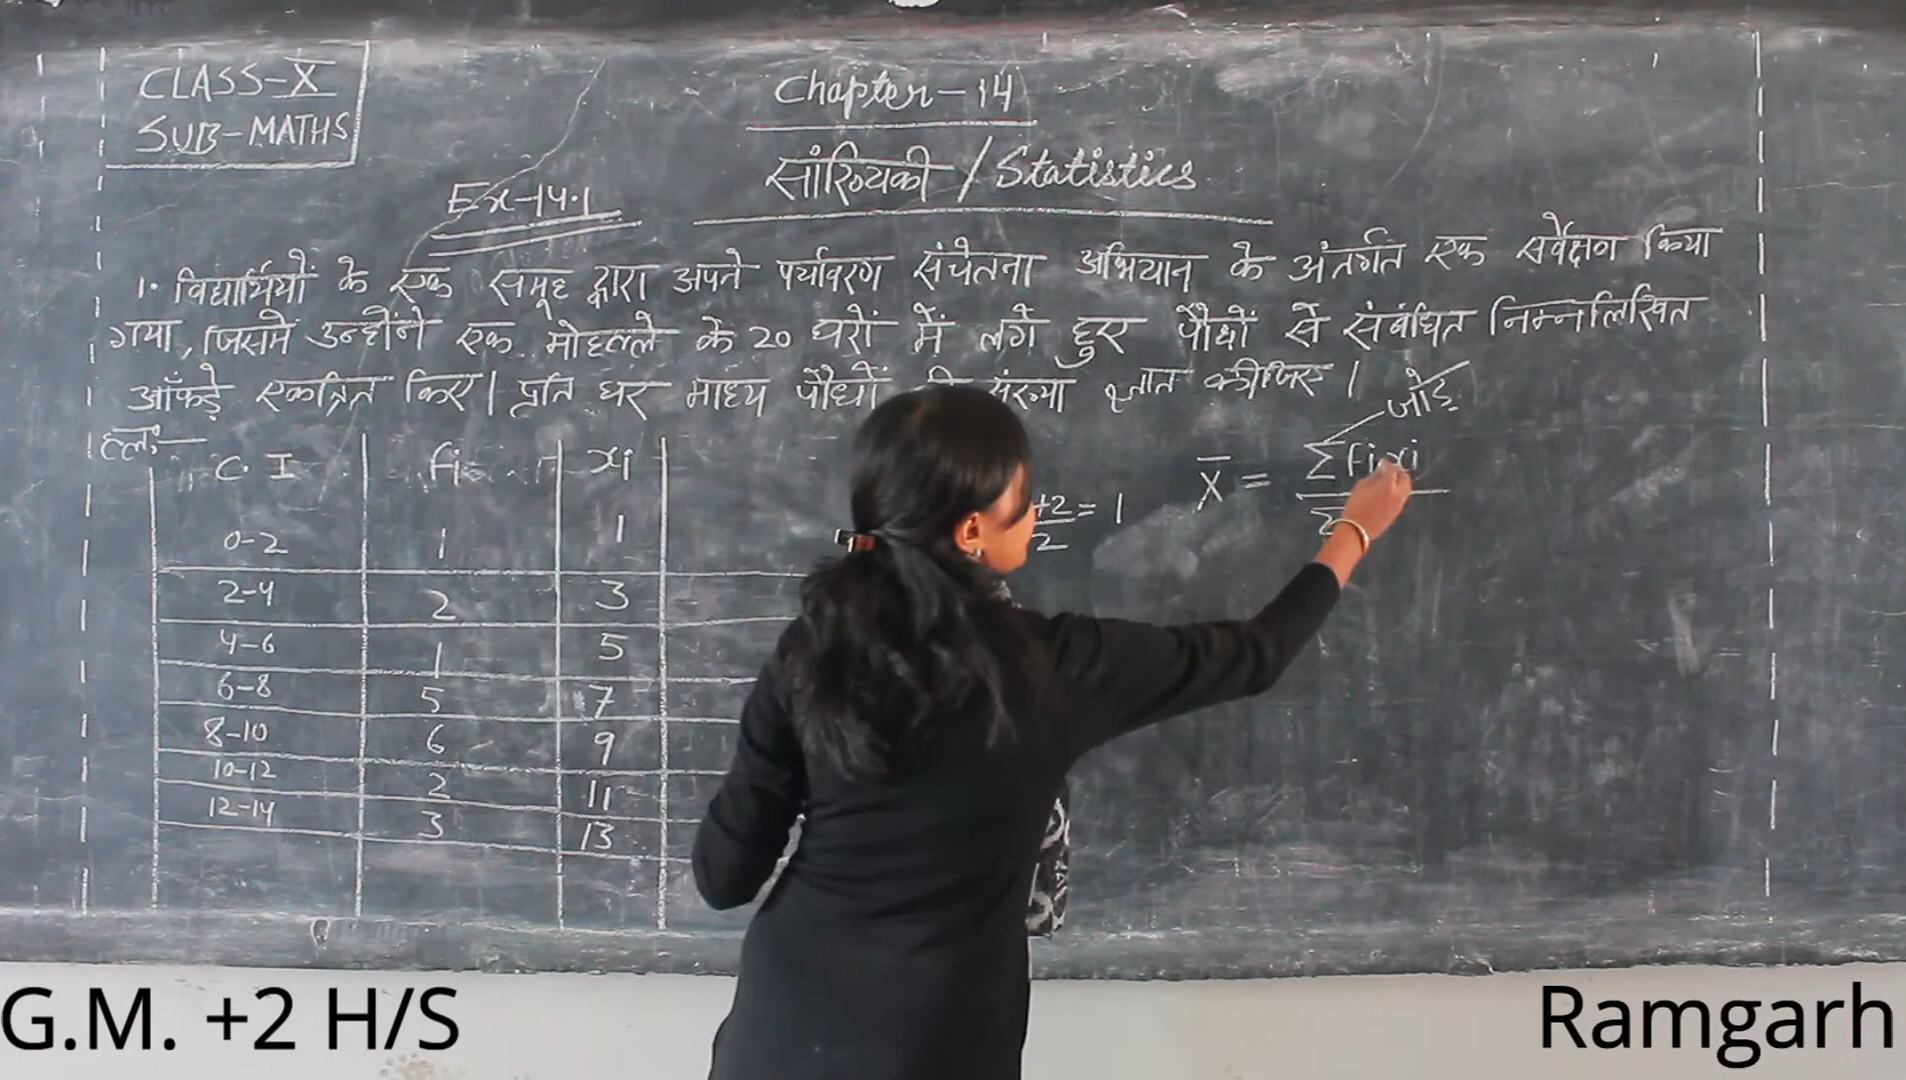 CLASS-X
SUB-MATHS
Chapter-14
सांख्यिकी / Statistics
Ex-14.1
1. विद्यार्थियों के एक समूह द्वारा अपने पर्यावरण संचेतना अभियान के अंतर्गत एक सर्वेक्षण किया
गया, जिसमें उन्होंने एक मोहल्ले के 20 घरों में लगे हुए पौधों से संबंधित निम्नलिखित
आँकड़े एकत्रित किए। प्रति घर माध्य पौधों संख्या ज्ञात कीजिए।
हल:—
C.I fi xi
0-2 1 1
2-4 2 3
4-6 1 5
6-8 5 7
8-10 6 9
10-12 2 11
12-14 3 13
+2/2 = 1
जोड़
X̄ = Σfixi
G.M. +2 H/S
Ramgarh